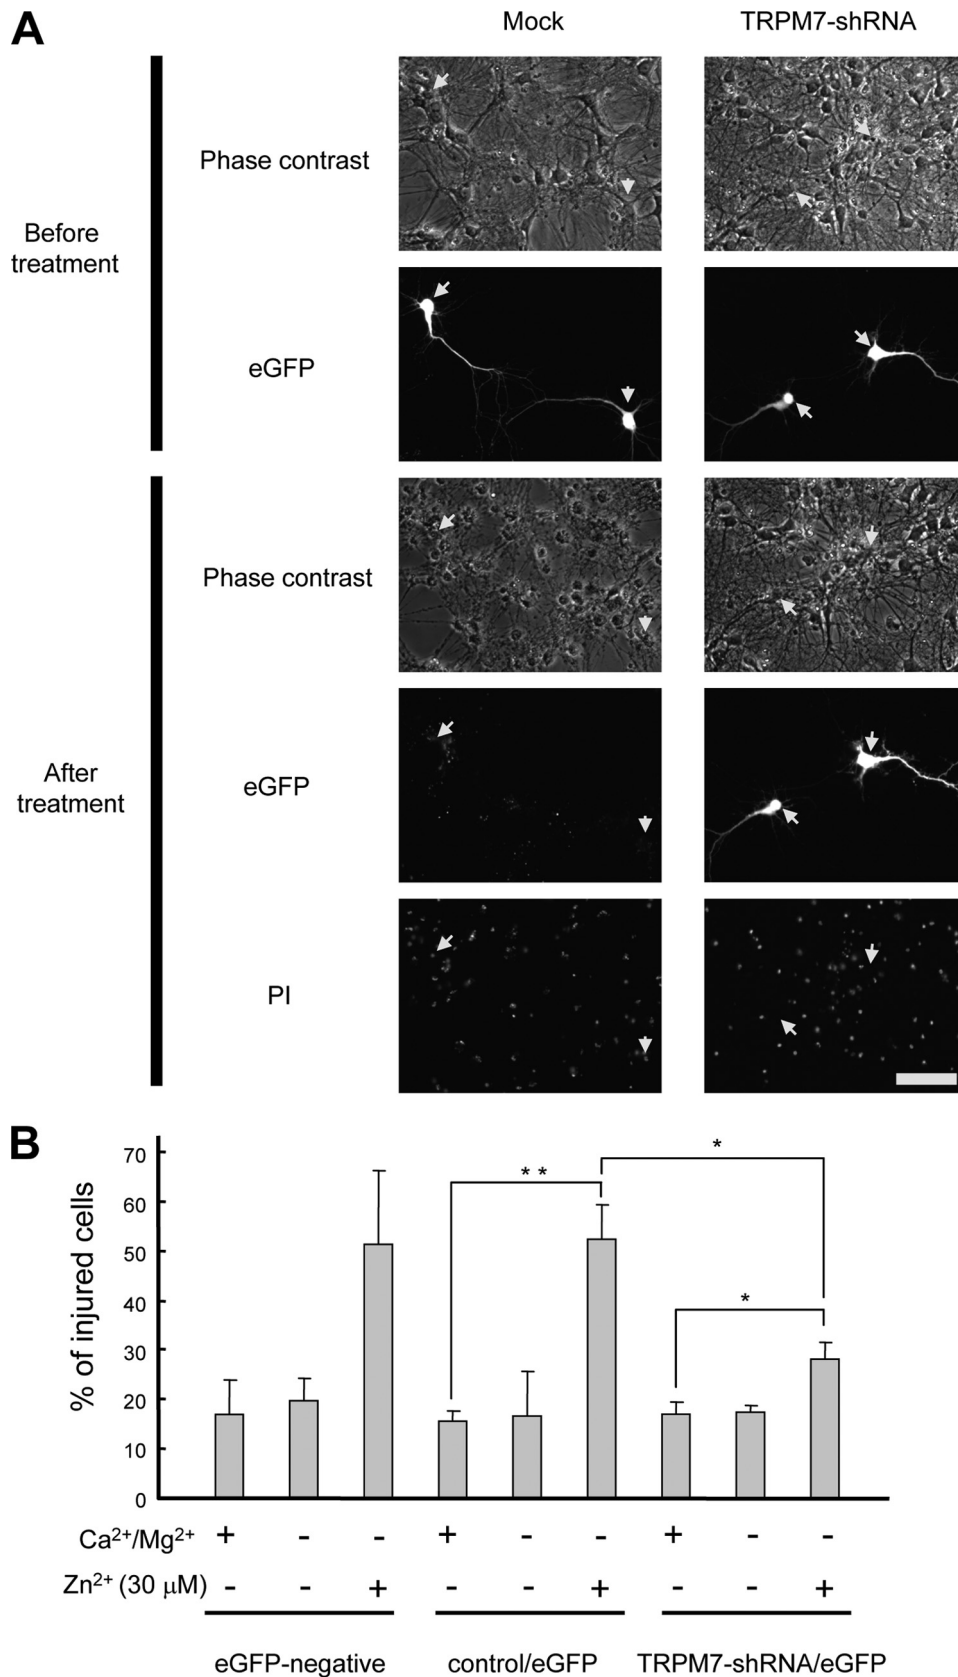 A
Mock TRPM7-shRNA
Phase contrast
Before
treatment
eGFP
Phase contrast
After
treatment
eGFP
PI
B
% of injured cells
70
60
50
40
30
20
10
0
* *
*
*
Ca²⁺/Mg²⁺ + - - + - - + - -
Zn²⁺ (30 μM) - - + - - + - - +
eGFP-negative control/eGFP TRPM7-shRNA/eGFP